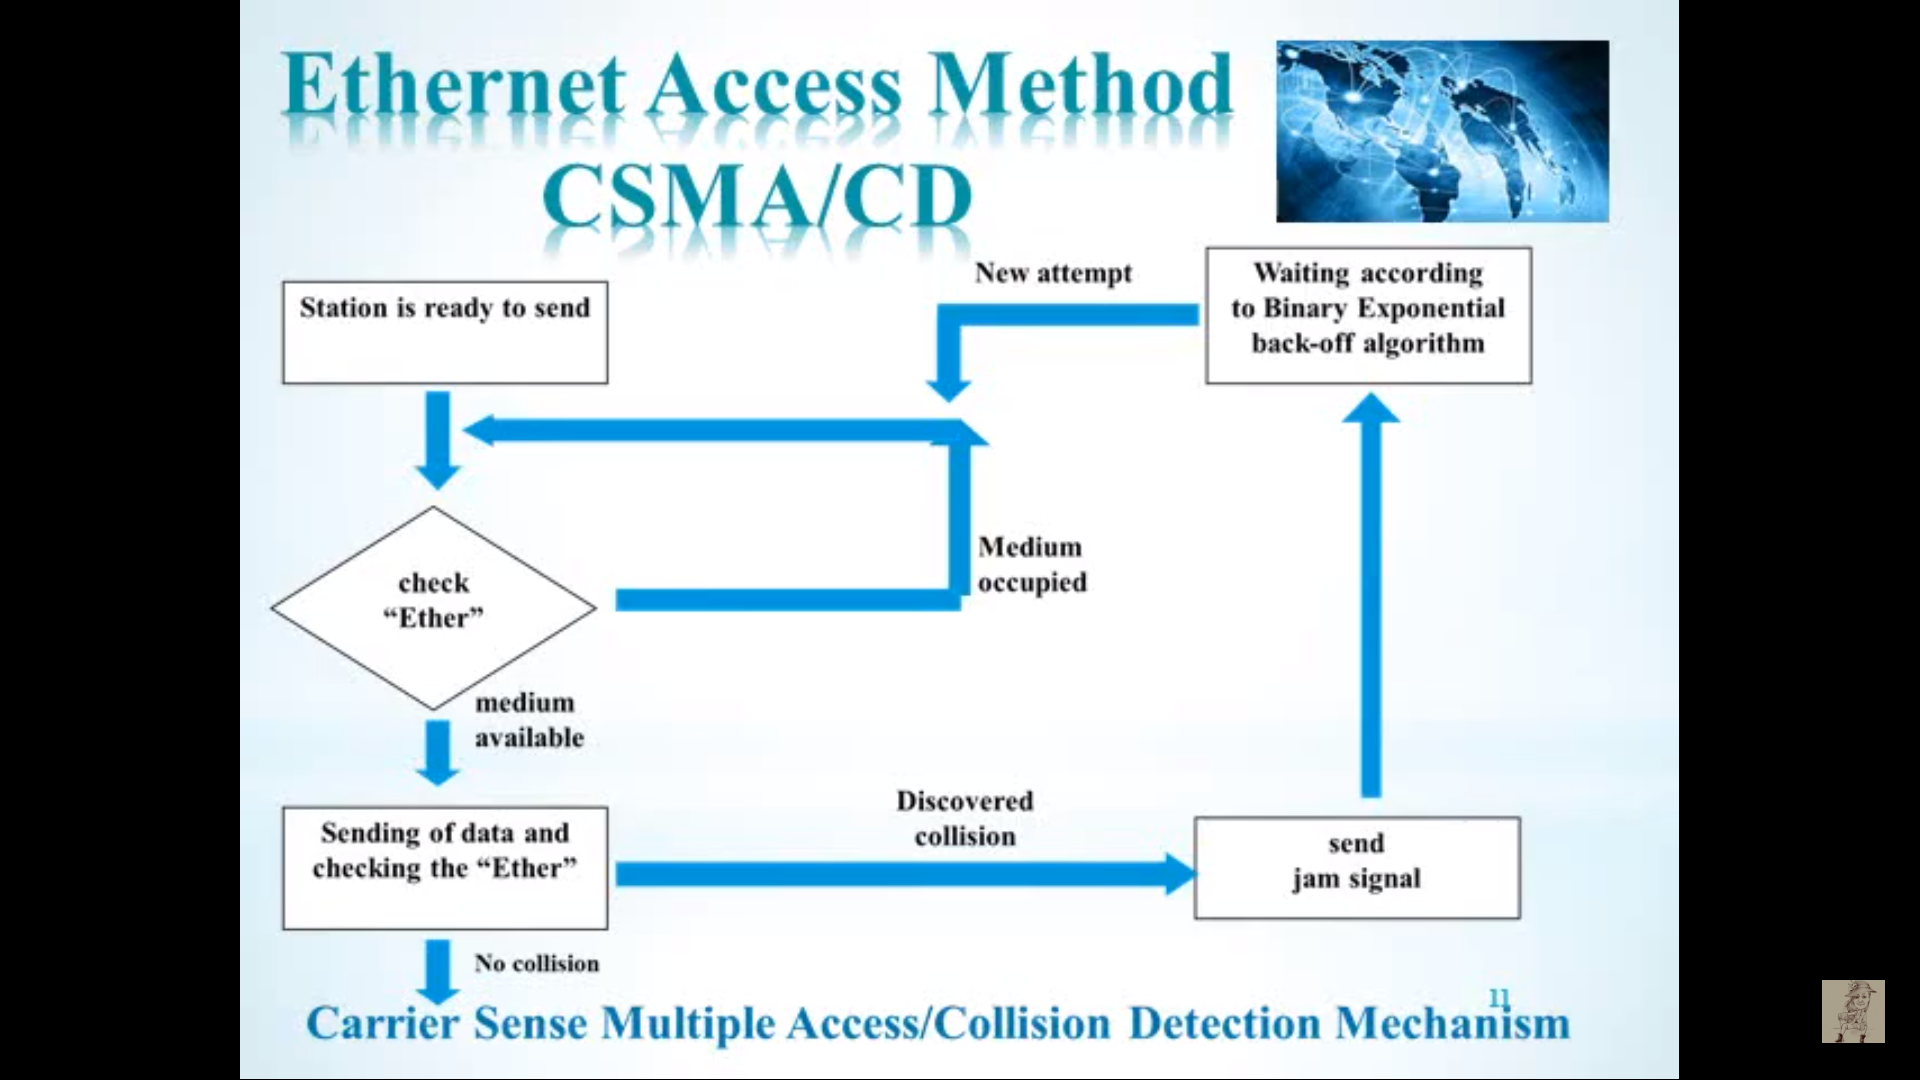 Ethernet Access Method
CSMA/CD
New attempt
Waiting according
to Binary Exponential
back-off algorithm
Station is ready to send
Medium
occupied
check
“Ether”
medium
available
Discovered
collision
Sending of data and
checking the “Ether”
send
jam signal
No collision
11
Carrier Sense Multiple Access/Collision Detection Mechanism